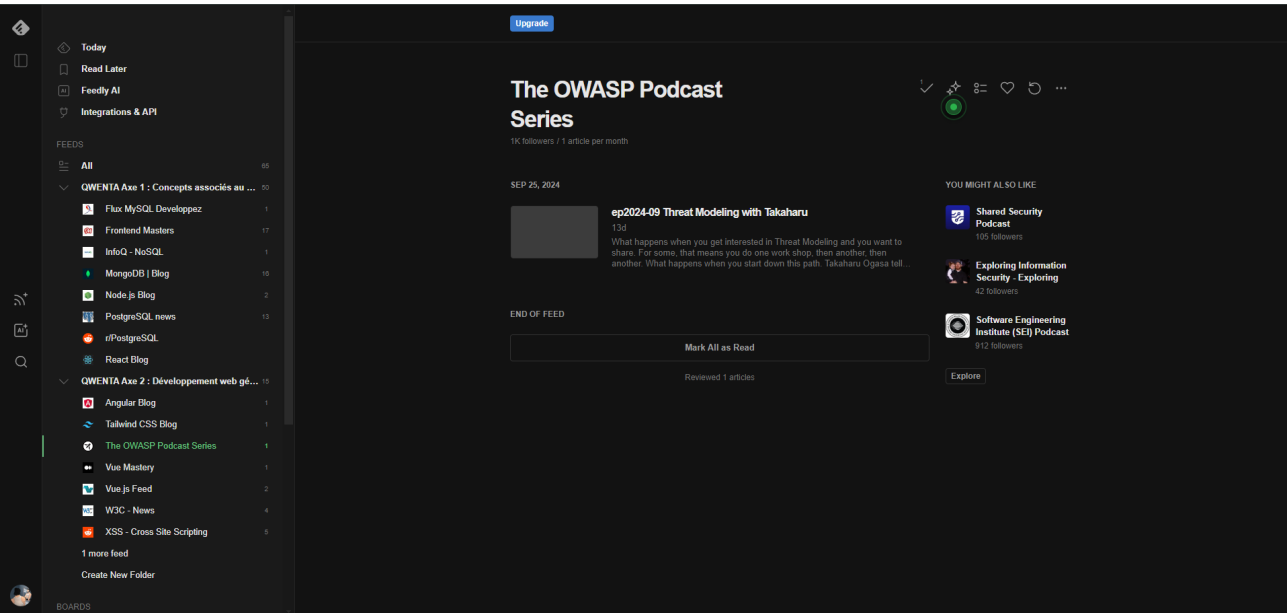 Upgrade
Today
Read Later
AI
Feedly AI
Integrations & API
FEEDS
All 85
QWENTA Axe 1 : Concepts associés au ... 50
Flux MySQL Developpez 1
Frontend Masters 17
InfoQ - NoSQL 1
MongoDB | Blog 16
Node.js Blog 2
PostgreSQL news 13
r/PostgreSQL
React Blog
QWENTA Axe 2 : Développement web gé... 15
Angular Blog 1
Tailwind CSS Blog 1
The OWASP Podcast Series 1
Vue Mastery 1
Vue.js Feed 2
W3C - News 4
XSS - Cross Site Scripting 5
1 more feed
Create New Folder
BOARDS
AI
The OWASP Podcast
Series
1
1K followers / 1 article per month
SEP 25, 2024
ep2024-09 Threat Modeling with Takaharu
13d
What happens when you get interested in Threat Modeling and you want to
share. For some, that means you do one work shop, then another, then
another. What happens when you start down this path. Takaharu Ogasa tell...
END OF FEED
Mark All as Read
Reviewed 1 articles
YOU MIGHT ALSO LIKE
Shared Security
Podcast
105 followers
Exploring Information
Security - Exploring
42 followers
Software Engineering
Institute (SEI) Podcast
912 followers
Explore